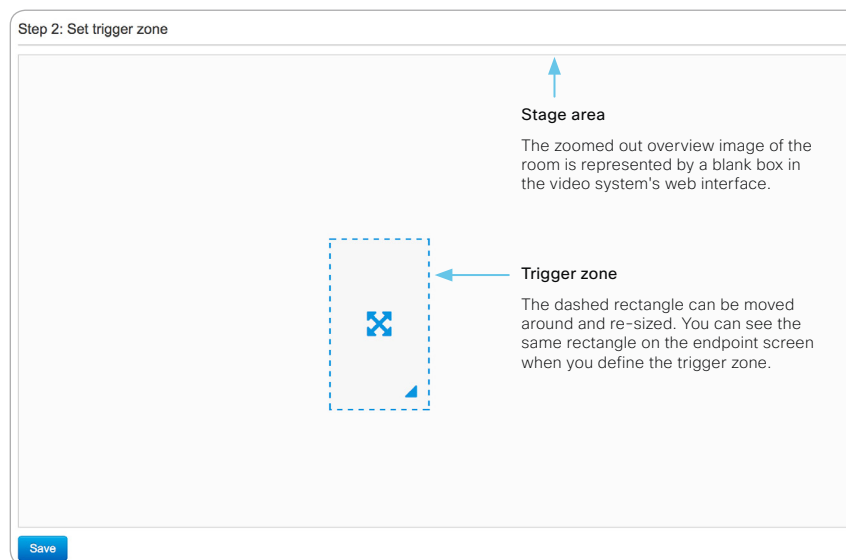 Step 2: Set trigger zone
Stage area
The zoomed out overview image of the
room is represented by a blank box in
the video system's web interface.
Trigger zone
The dashed rectangle can be moved
around and re-sized. You can see the
same rectangle on the endpoint screen
when you define the trigger zone.
Save